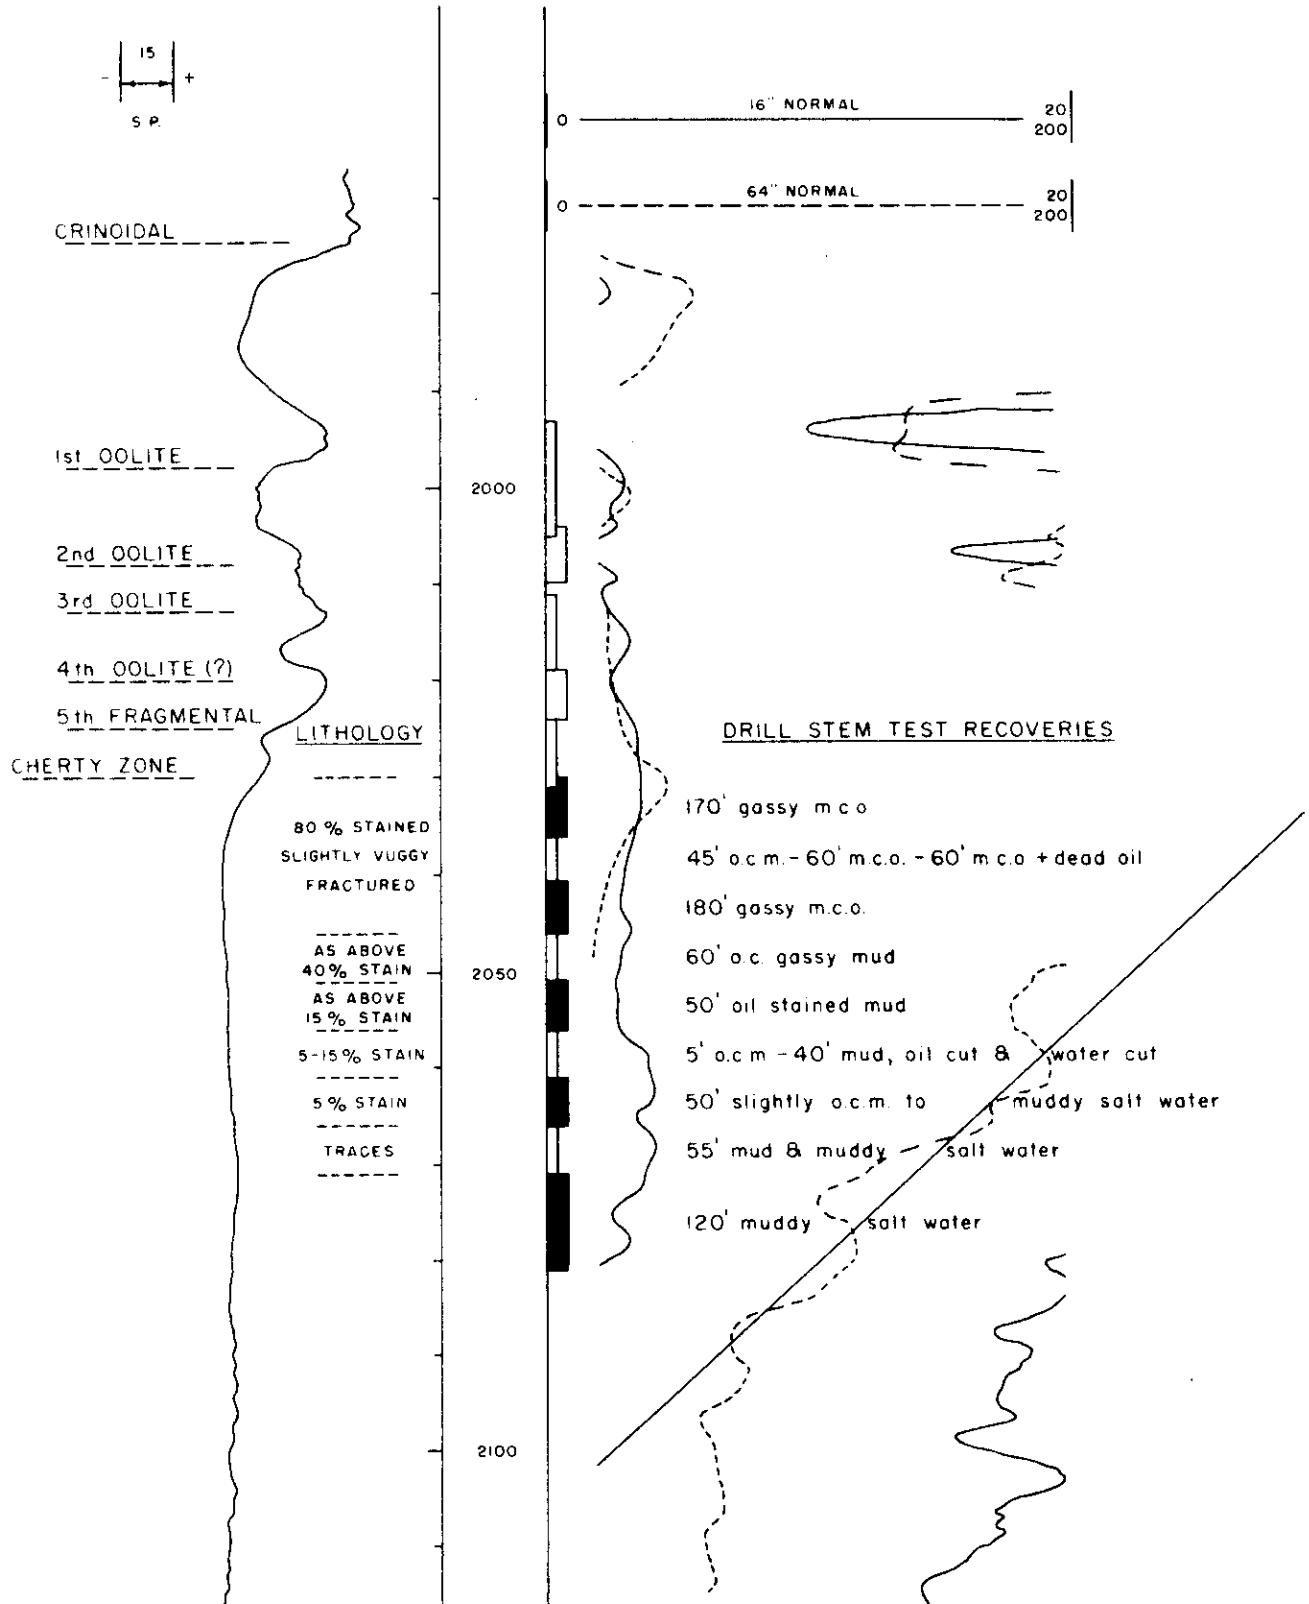 15
- +
S P.
16" NORMAL
0
20
200
64" NORMAL
0
20
200
CRINOIDAL
1st OOLITE
2000
2nd OOLITE
3rd OOLITE
4th OOLITE (?)
5th FRAGMENTAL
LITHOLOGY
DRILL STEM TEST RECOVERIES
CHERTY ZONE
80% STAINED
SLIGHTLY VUGGY
FRACTURED
AS ABOVE
40% STAIN
2050
AS ABOVE
15% STAIN
5-15% STAIN
5% STAIN
TRACES
170' gassy m c o
45' o.c m. - 60' m.c.o. - 60' m c.o + dead oil
180' gassy m.c.o.
60' o.c. gassy mud
50' oil stained mud
5' o.c m - 40' mud, oil cut & water cut
50' slightly o.c.m. to muddy salt water
55' mud & muddy salt water
120' muddy salt water
2100